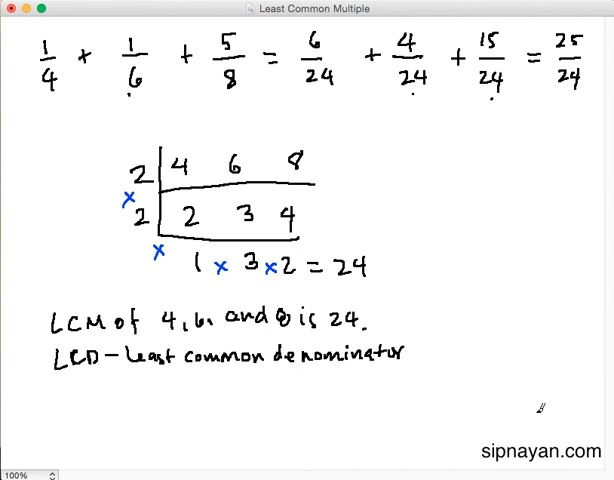 Least Common Multiple
1/4 + 1/6 + 5/8 = 6/24 + 4/24 + 15/24 = 25/24
2 4 6 8
×
2 2 3 4
× 1 × 3 × 2 = 24
LCM of 4, 6, and 8 is 24.
LCD - Least common denominator
sipnayan.com
100%